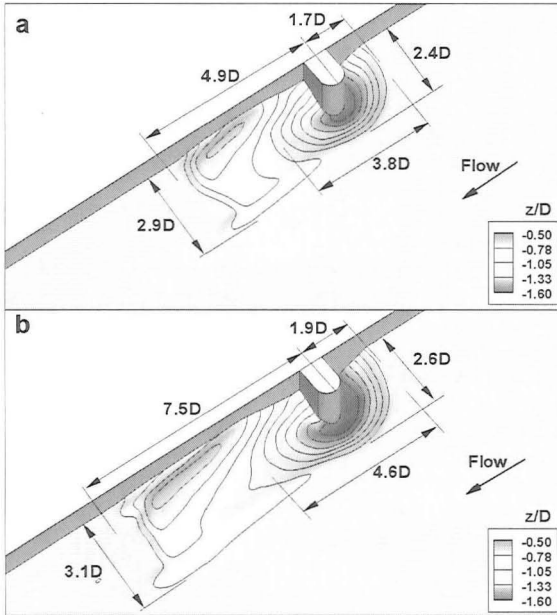 a
1.7D
2.4D
4.9D
3.8D
Flow
2.9D
z/D
-0.50
-0.78
-1.05
-1.33
-1.60
b
1.9D
2.6D
7.5D
4.6D
Flow
3.1D
z/D
-0.50
-0.78
-1.05
-1.33
-1.60